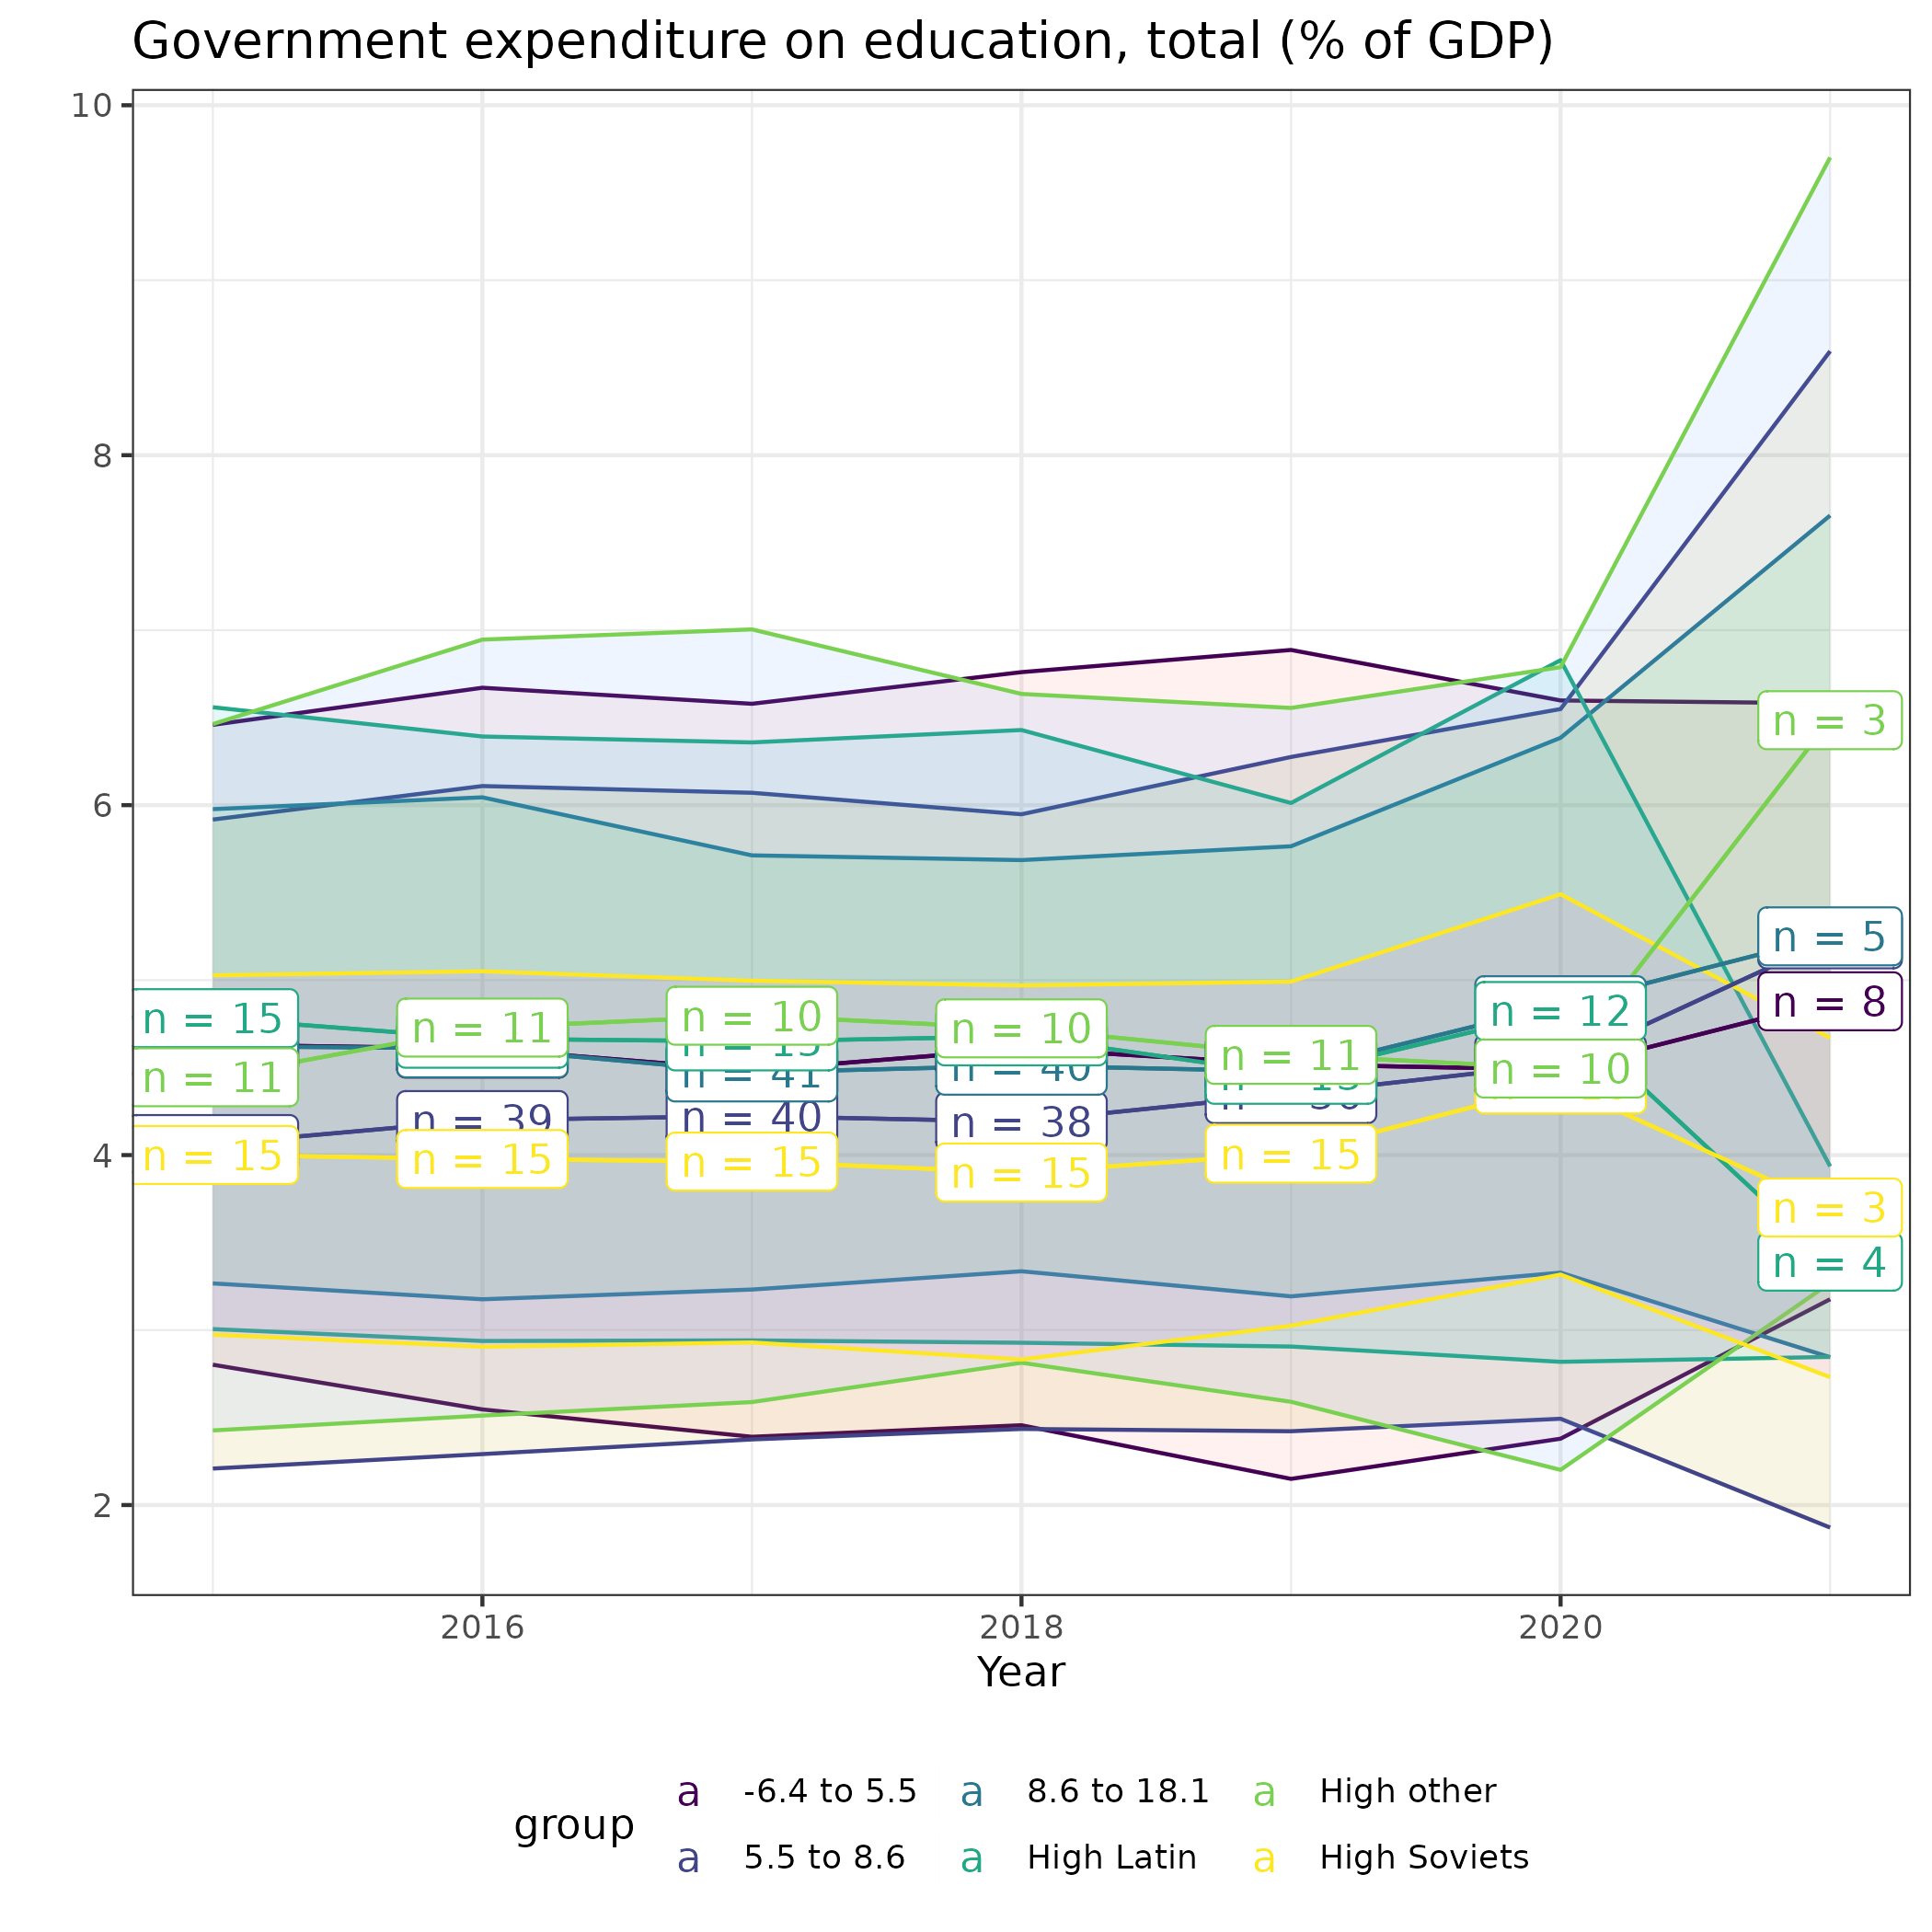 Government expenditure on education, total (% of GDP)
10
8
6
4
2
n = 15
n = 11
n = 15
n = 11
n = 39
n = 15
n = 10
n = 15
n = 41
n = 40
n = 15
n = 10
n = 40
n = 38
n = 15
n = 11
n = 15
n = 12
n = 10
n = 3
n = 5
n = 8
n = 3
n = 4
2016
2018
2020
Year
group
a -6.4 to 5.5
a 8.6 to 18.1
a High other
a 5.5 to 8.6
a High Latin
a High Soviets